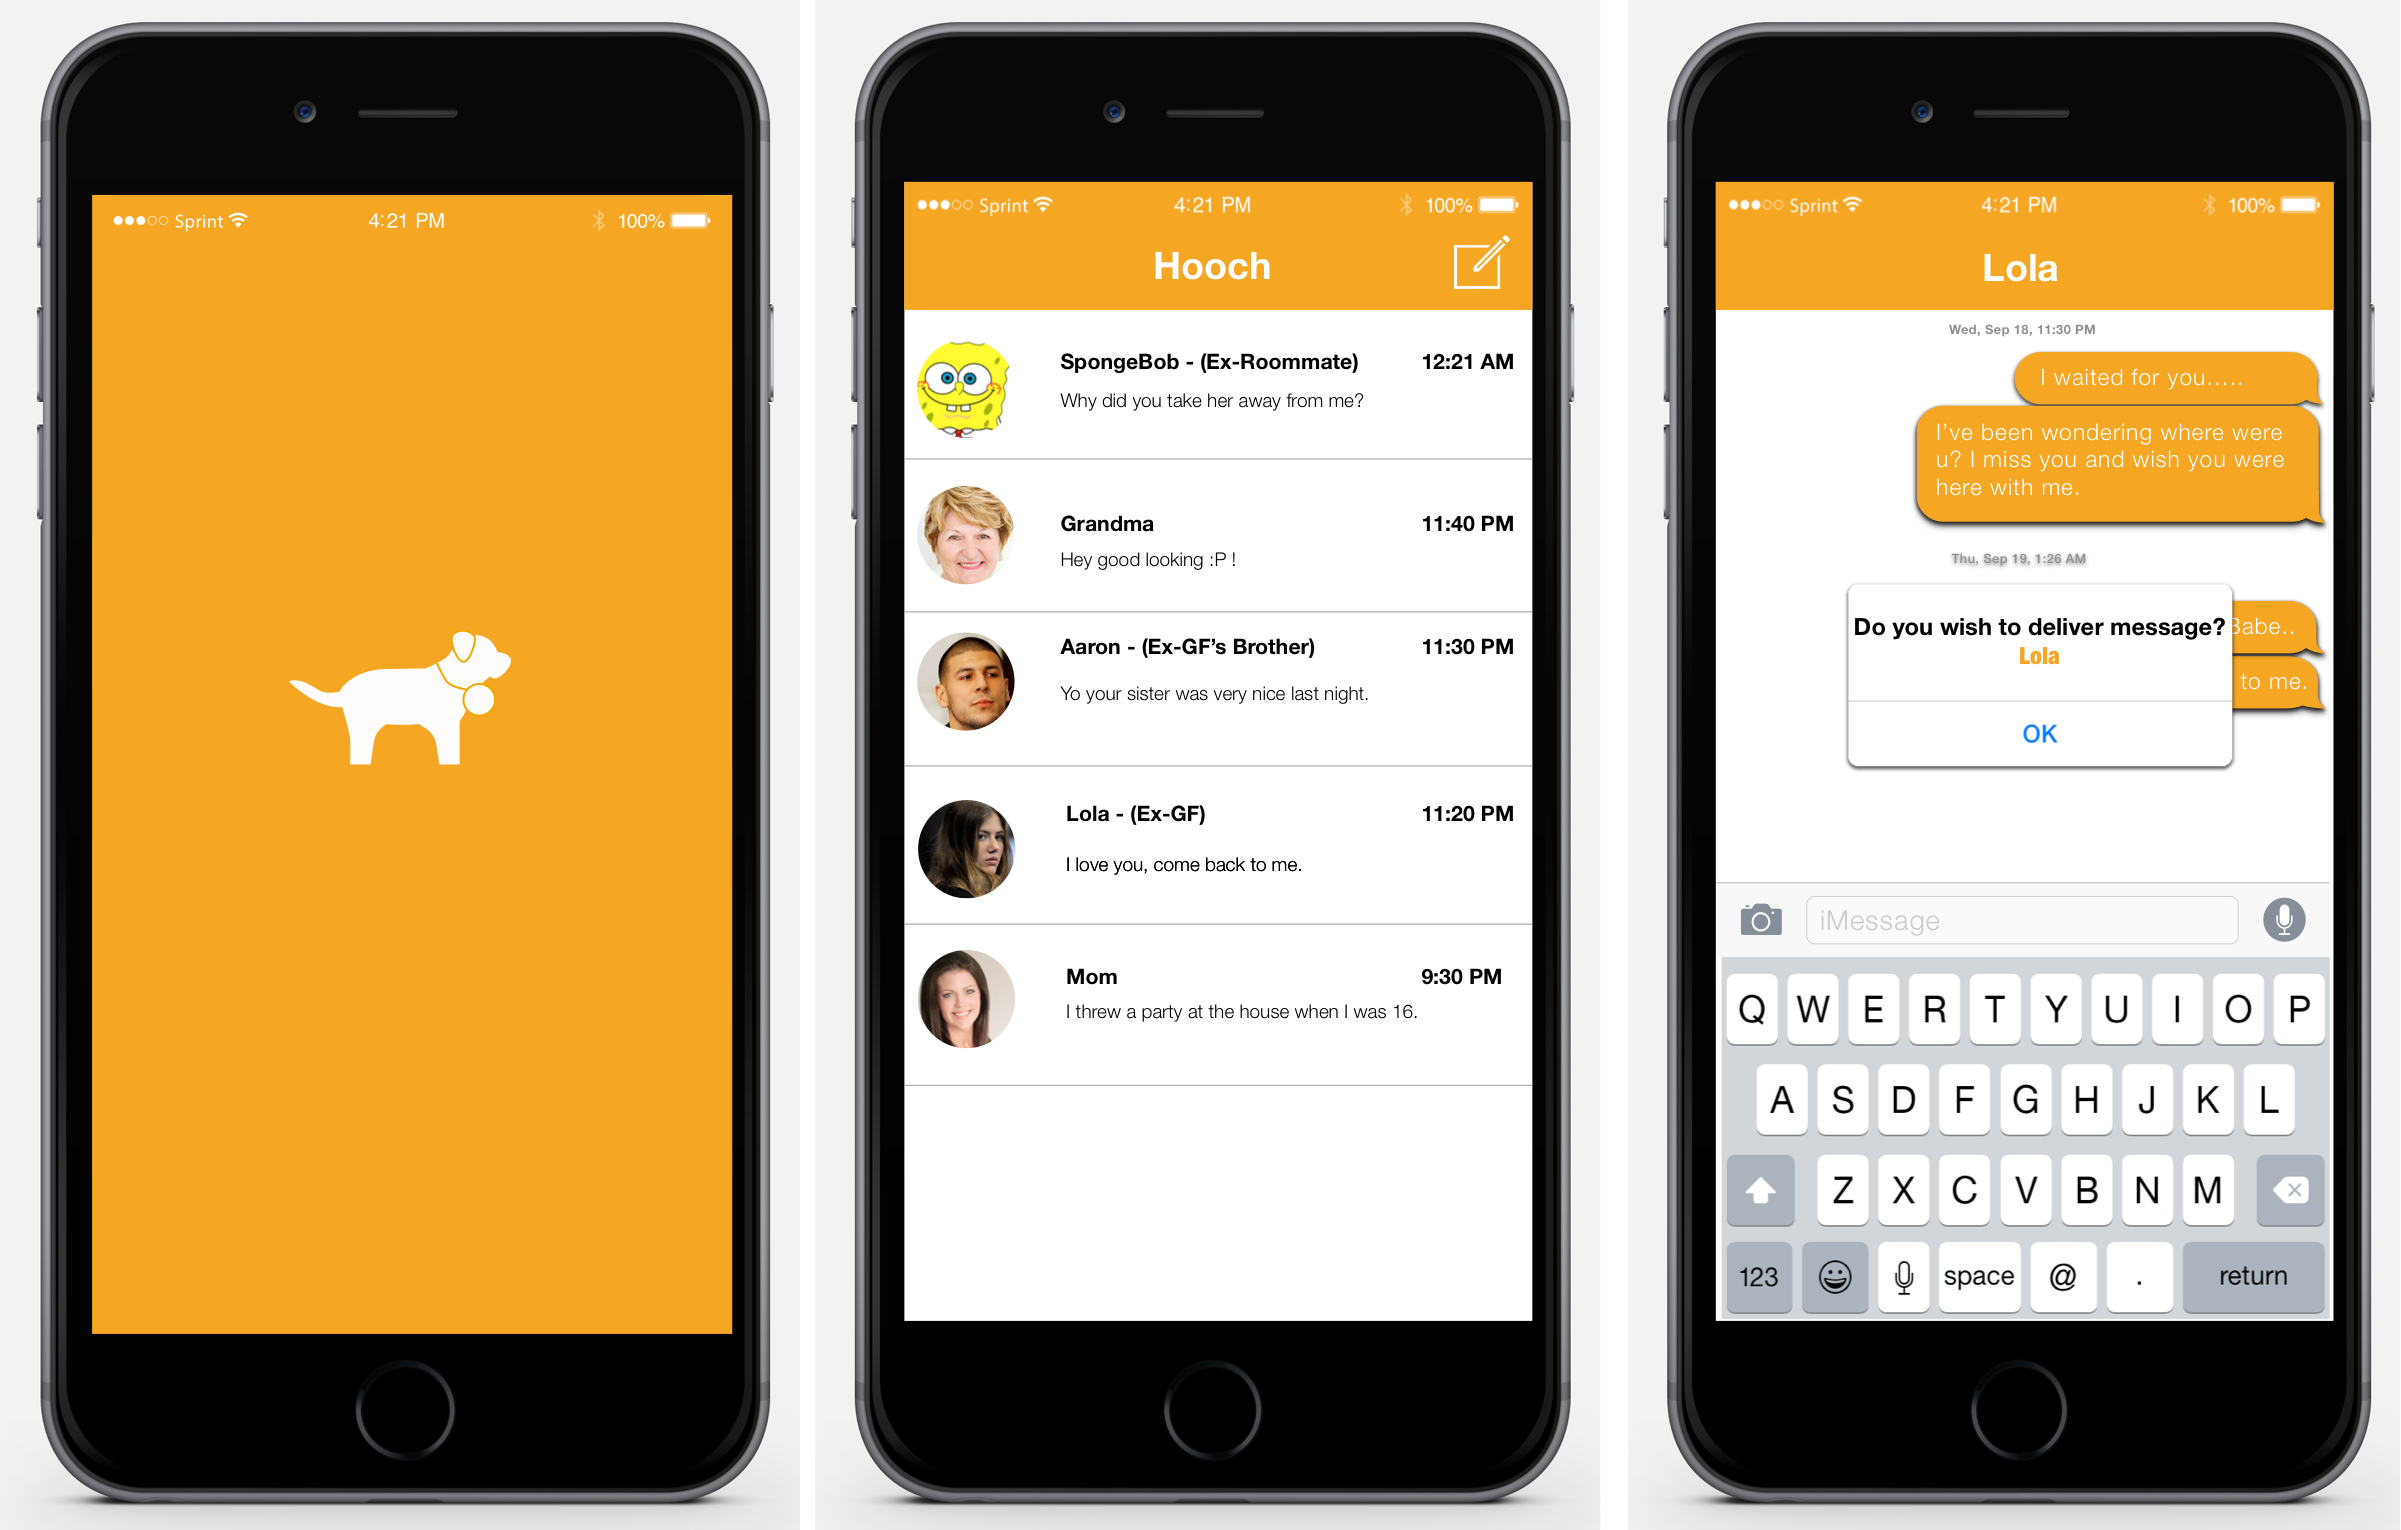 Sprint 4:21 PM 100%
Sprint 4:21 PM 100%
Hooch
SpongeBob - (Ex-Roommate) 12:21 AM
Why did you take her away from me?
Grandma 11:40 PM
Hey good looking :P !
Aaron - (Ex-GF's Brother) 11:30 PM
Yo your sister was very nice last night.
Lola - (Ex-GF) 11:20 PM
I love you, come back to me.
Mom 9:30 PM
I threw a party at the house when I was 16.
Sprint 4:21 PM 100%
Lola
Wed, Sep 18, 11:30 PM
I waited for you.....
I've been wondering where were
u? I miss you and wish you were
here with me.
Thu, Sep 19, 1:26 AM
Babe..
to me.
Do you wish to deliver message?
Lola
OK
iMessage
Q W E R T Y U I O P
A S D F G H J K L
Z X C V B N M
123 space @ . return